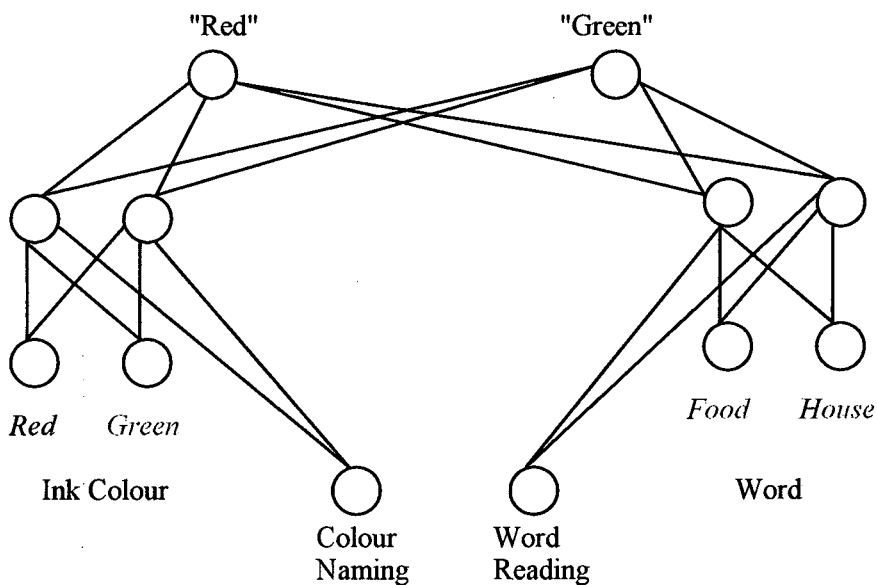 "Red" "Green"
Red Green Food House
Ink Colour Word
Colour Word
Naming Reading